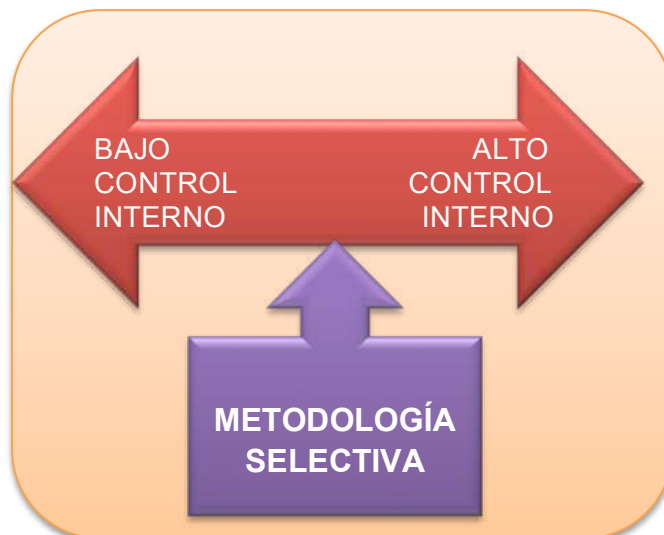 BAJO
CONTROL
INTERNO
ALTO
CONTROL
INTERNO
METODOLOGÍA
SELECTIVA